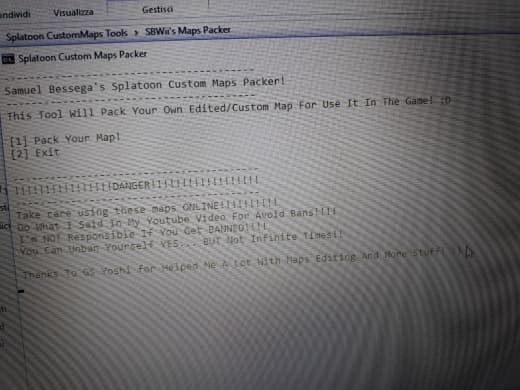 ondividi Visualizza Gestisci
Splatoon CustomMaps Tools > SBWii's Maps Packer
Splatoon Custom Maps Packer
Samuel Bessega's Splatoon Custom Maps Packer!
This Tool Will Pack Your Own Edited/Custom Map For Use It In The Game! :D
[1] Pack Your Map!
[2] Exit
!!!!!!!!!!!!!!!!DANGER!!!!!!!!!!!!!!!!!!
Take care using these maps ONLINE!!!!!!!!!!
Do What I Said In My Youtube Video For Avoid Bans!!!!
I'm NOT Responsible If You Get BANNED!!!!
You Can Unban Yourself YES... BUT Not Infinite Times!!
Thanks To GS Yoshi for Helped Me A Lot With Maps Editing And More Stuff! :)